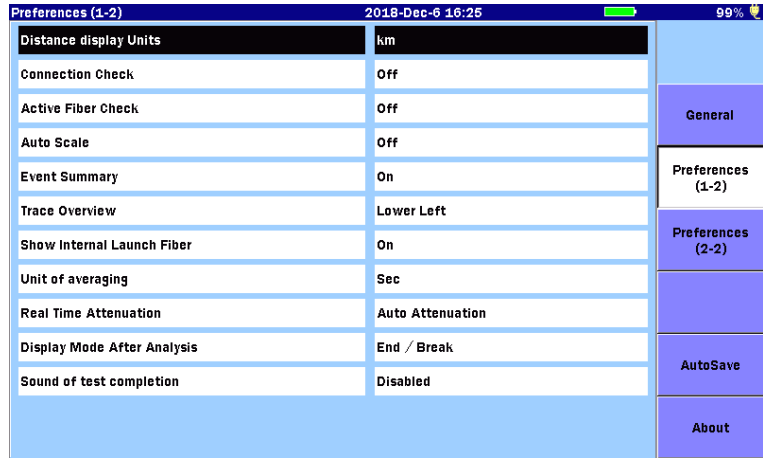 Preferences (1-2) 2018-Dec-6 16:25 99%
Distance display Units km
Connection Check Off
Active Fiber Check Off
Auto Scale Off
Event Summary On
Trace Overview Lower Left
Show Internal Launch Fiber On
Unit of averaging Sec
Real Time Attenuation Auto Attenuation
Display Mode After Analysis End / Break
Sound of test completion Disabled
General
Preferences
(1-2)
Preferences
(2-2)
AutoSave
About